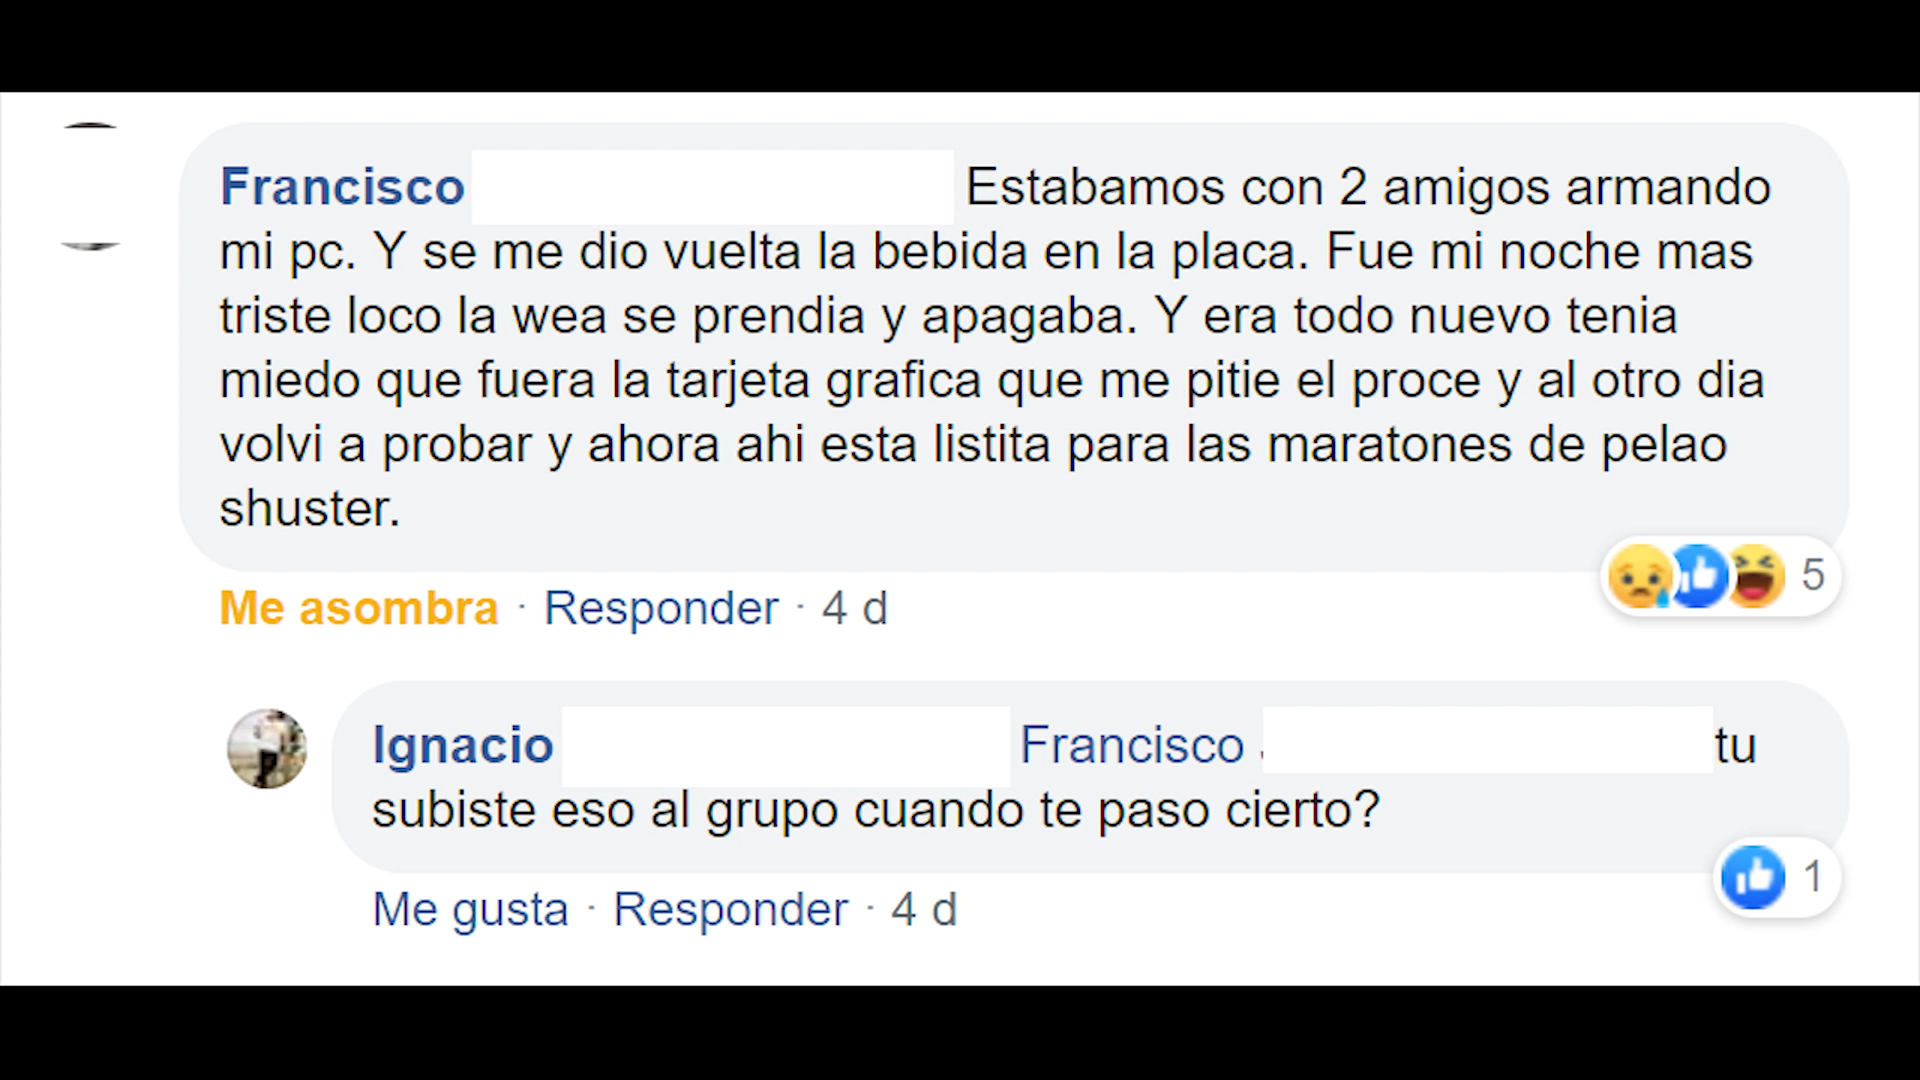 Francisco Estabamos con 2 amigos armando
mi pc. Y se me dio vuelta la bebida en la placa. Fue mi noche mas
triste loco la wea se prendia y apagaba. Y era todo nuevo tenia
miedo que fuera la tarjeta grafica que me pitie el proce y al otro dia
volvi a probar y ahora ahi esta listita para las maratones de pelao
shuster.
5
Me asombra · Responder · 4 d
Ignacio Francisco tu
subiste eso al grupo cuando te paso cierto?
1
Me gusta · Responder · 4 d